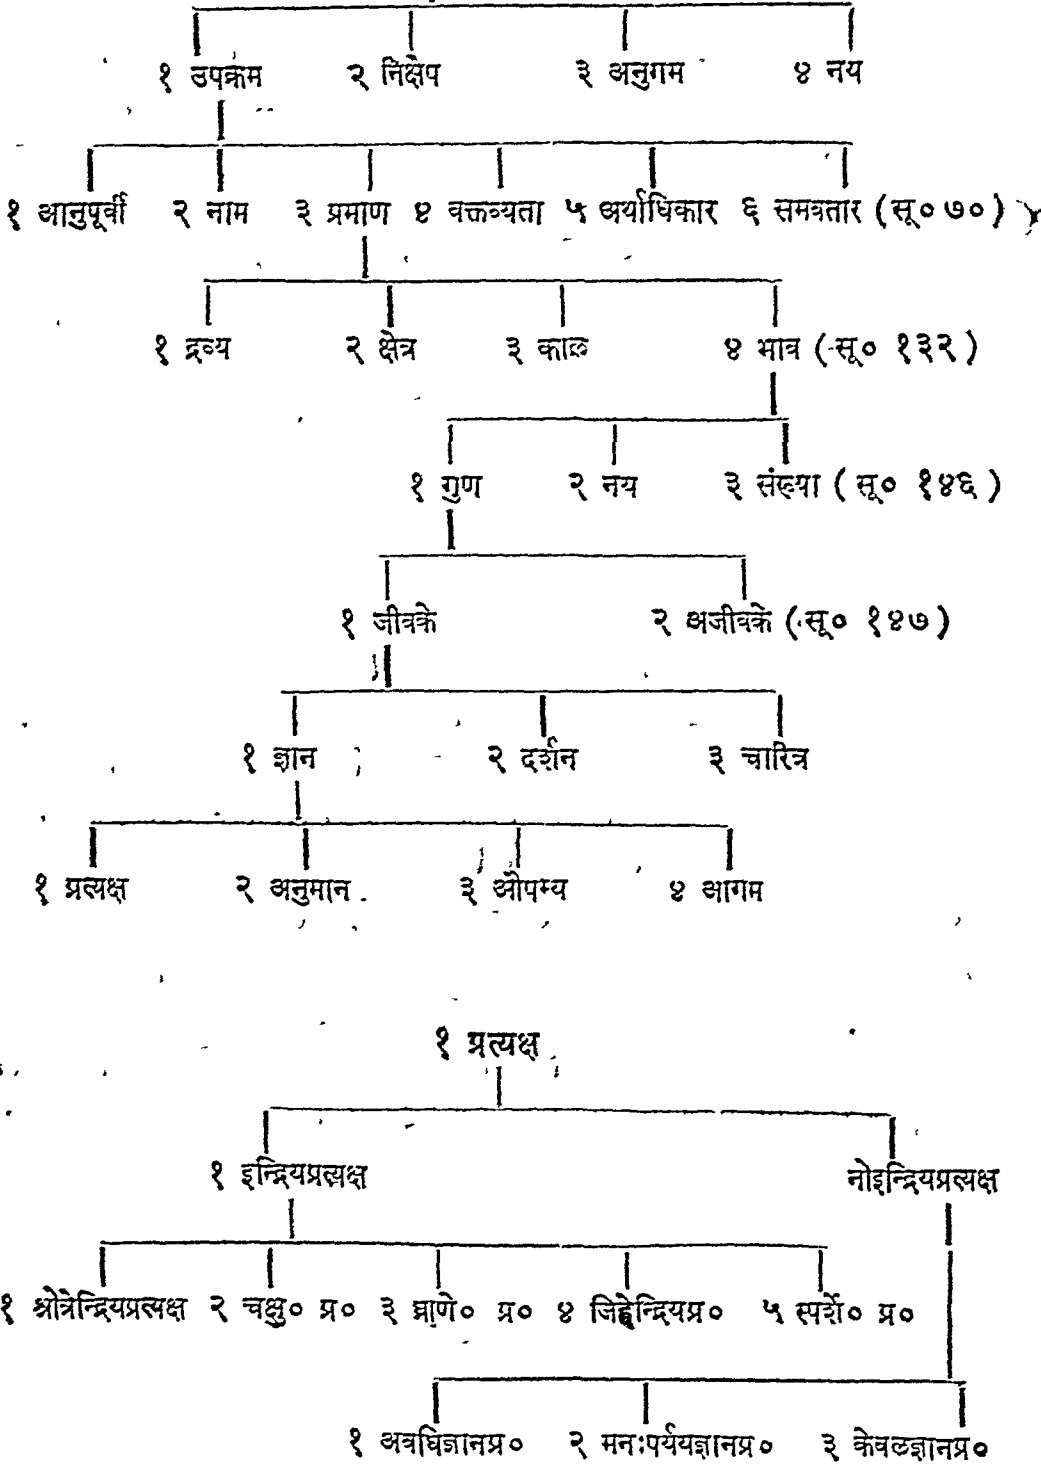 १ उपक्रम २ निक्षेप ३ अनुगम ४ नय
१ आनुपूर्वी २ नाम ३ प्रमाण ४ वक्तव्यता ५ अर्याधिकार ६ समवतार (सू० ७०)
१ द्रव्य २ क्षेत्र ३ काल ४ भाव (सू० १३२)
१ गुण २ नय ३ संख्या (सू० १४६)
१ जीवके २ अजीवके (सू० १४७)
१ ज्ञान २ दर्शन ३ चारित्र
१ प्रत्यक्ष २ अनुमान ३ औपम्य ४ आगम
१ प्रत्यक्ष
१ इन्द्रियप्रत्यक्ष नोइन्द्रियप्रत्यक्ष
१ श्रोत्रेन्द्रियप्रत्यक्ष २ चक्षु० प्र० ३ घ्राणे० प्र० ४ जिह्वेन्द्रियप्र० ५ स्पर्शे० प्र०
१ अवधिज्ञानप्र० २ मनःपर्ययज्ञानप्र० ३ केवलज्ञानप्र०